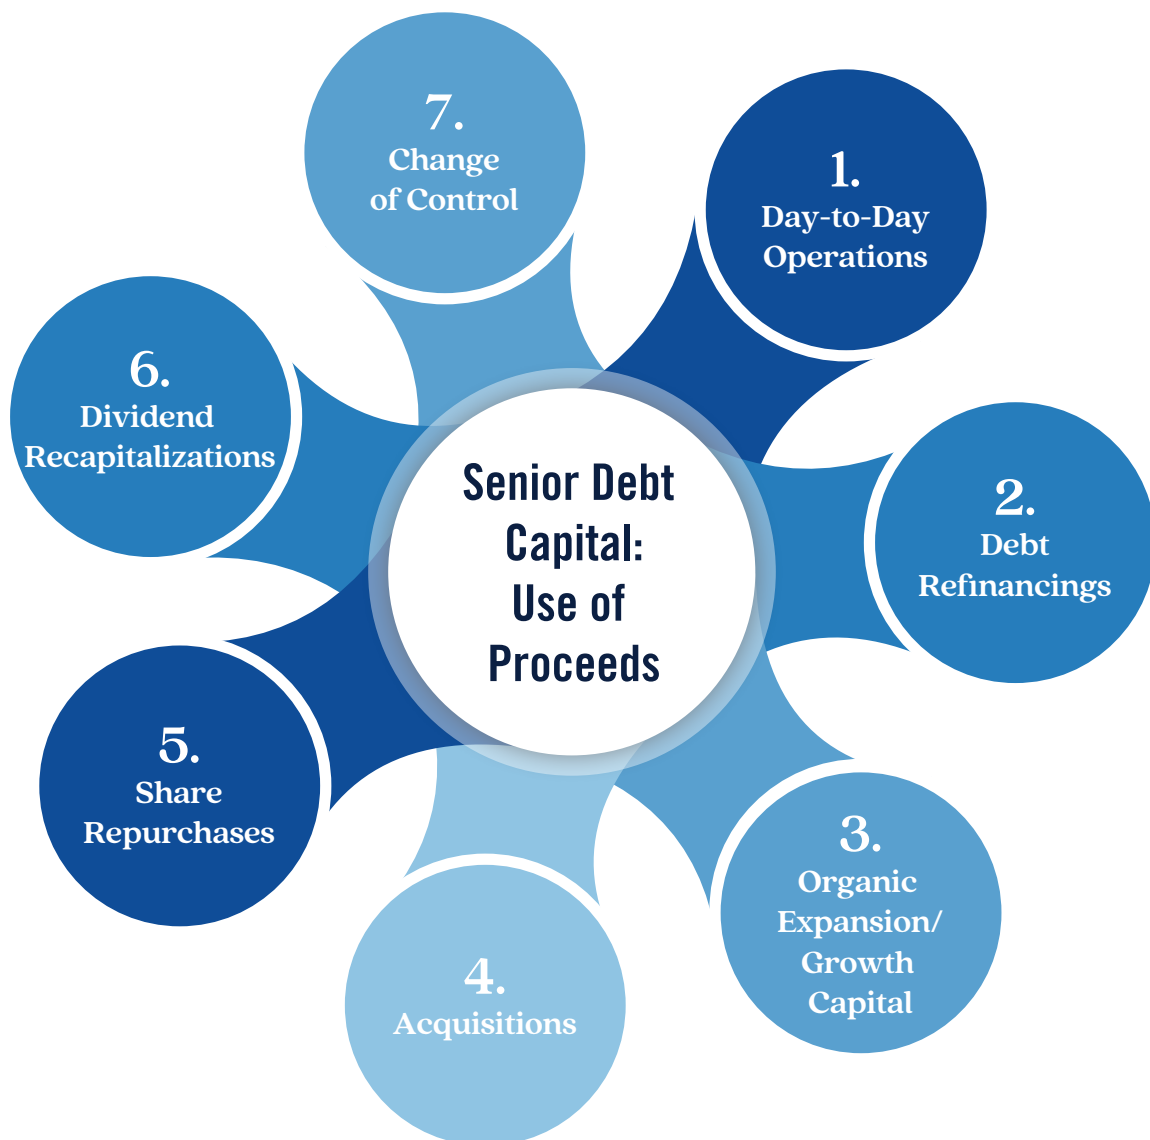 Senior Debt
Capital:
Use of
Proceeds
1.
Day-to-Day
Operations
2.
Debt
Refinancings
3.
Organic
Expansion/
Growth
Capital
4.
Acquisitions
5.
Share
Repurchases
6.
Dividend
Recapitalizations
7.
Change
of Control